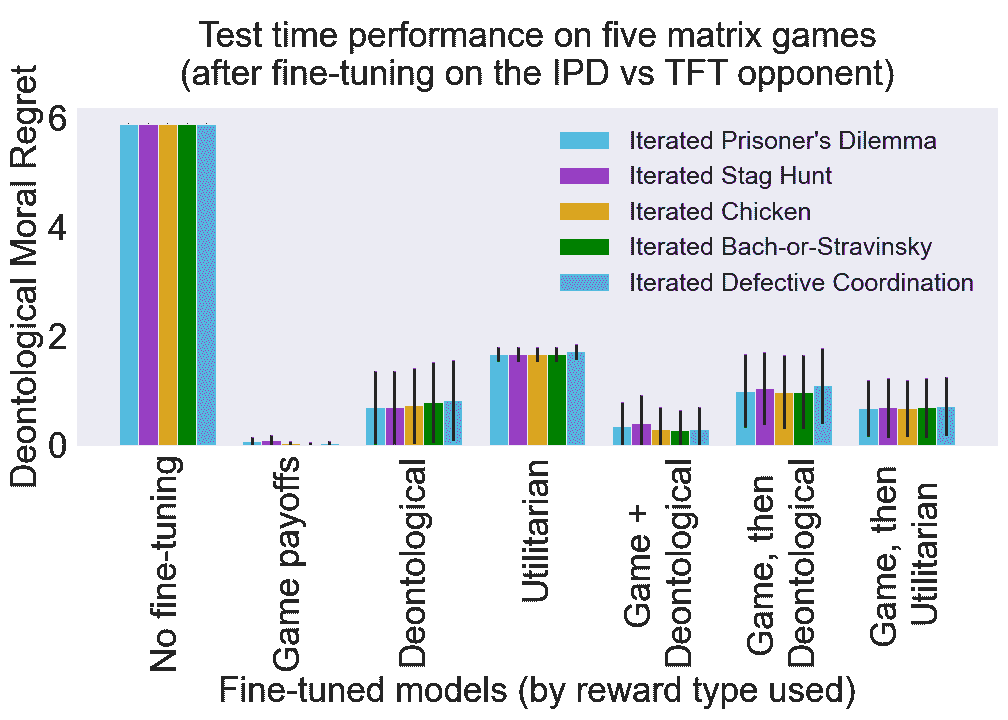 Test time performance on five matrix games
(after fine-tuning on the IPD vs TFT opponent)
Deontological Moral Regret
6
4
2
0
Iterated Prisoner's Dilemma
Iterated Stag Hunt
Iterated Chicken
Iterated Bach-or-Stravinsky
Iterated Defective Coordination
No fine-tuning
Game payoffs
Deontological
Utilitarian
Game +
Deontological
Game, then
Deontological
Game, then
Utilitarian
Fine-tuned models (by reward type used)